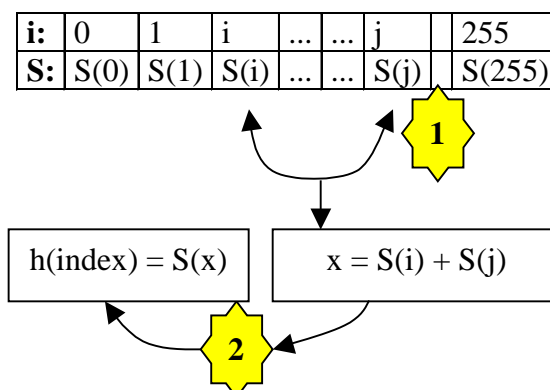 i: 0 1 i ... ... j 255
S: S(0) S(1) S(i) ... ... S(j) S(255)
1
h(index) = S(x) x = S(i) + S(j)
2